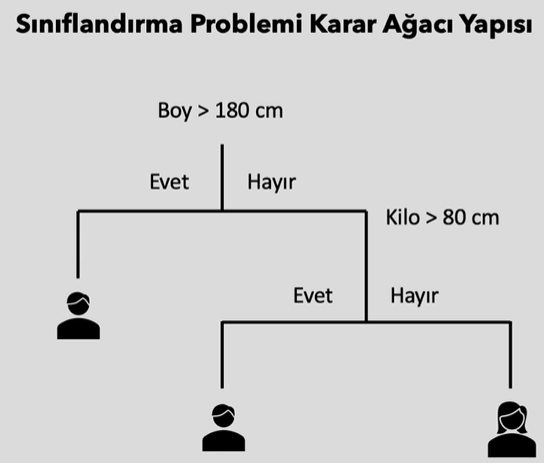 Sınıflandırma Problemi Karar Ağacı Yapısı
Boy > 180 cm
Evet Hayır
Kilo > 80 cm
Evet Hayır